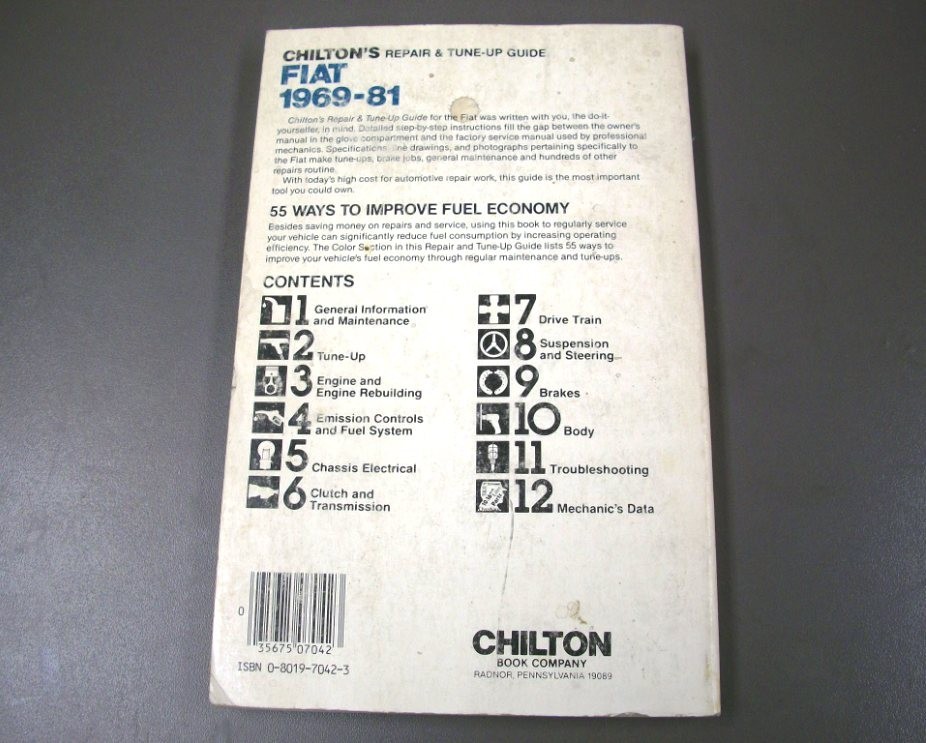 CHILTON'S REPAIR & TUNE-UP GUIDE
FIAT
1969-81
Chilton's Repair & Tune-Up Guide for the Fiat was written with you, the do-it-
yourselfer, in mind. Detailed step-by-step instructions fill the gap between the owner's
manual in the glove compartment and the factory service manual used by professional
mechanics. Specifications, line drawings, and photographs pertaining specifically to
the Fiat make tune-ups, brake jobs, general maintenance and hundreds of other
repairs routine.
With today's high cost for automotive repair work, this guide is the most important
tool you could own.
55 WAYS TO IMPROVE FUEL ECONOMY
Besides saving money on repairs and service, using this book to regularly service
your vehicle can significantly reduce fuel consumption by increasing operating
efficiency. The Color Section in this Repair and Tune-Up Guide lists 55 ways to
improve your vehicle's fuel economy through regular maintenance and tune-ups.
CONTENTS
1 General Information
and Maintenance
2 Tune-Up
3 Engine and
Engine Rebuilding
4 Emission Controls
and Fuel System
5 Chassis Electrical
6 Clutch and
Transmission
7 Drive Train
8 Suspension
and Steering
9 Brakes
10 Body
11 Troubleshooting
12 Mechanic's Data
0
35675 07042
ISBN 0-8019-7042-3
CHILTON
BOOK COMPANY
RADNOR, PENNSYLVANIA 19089